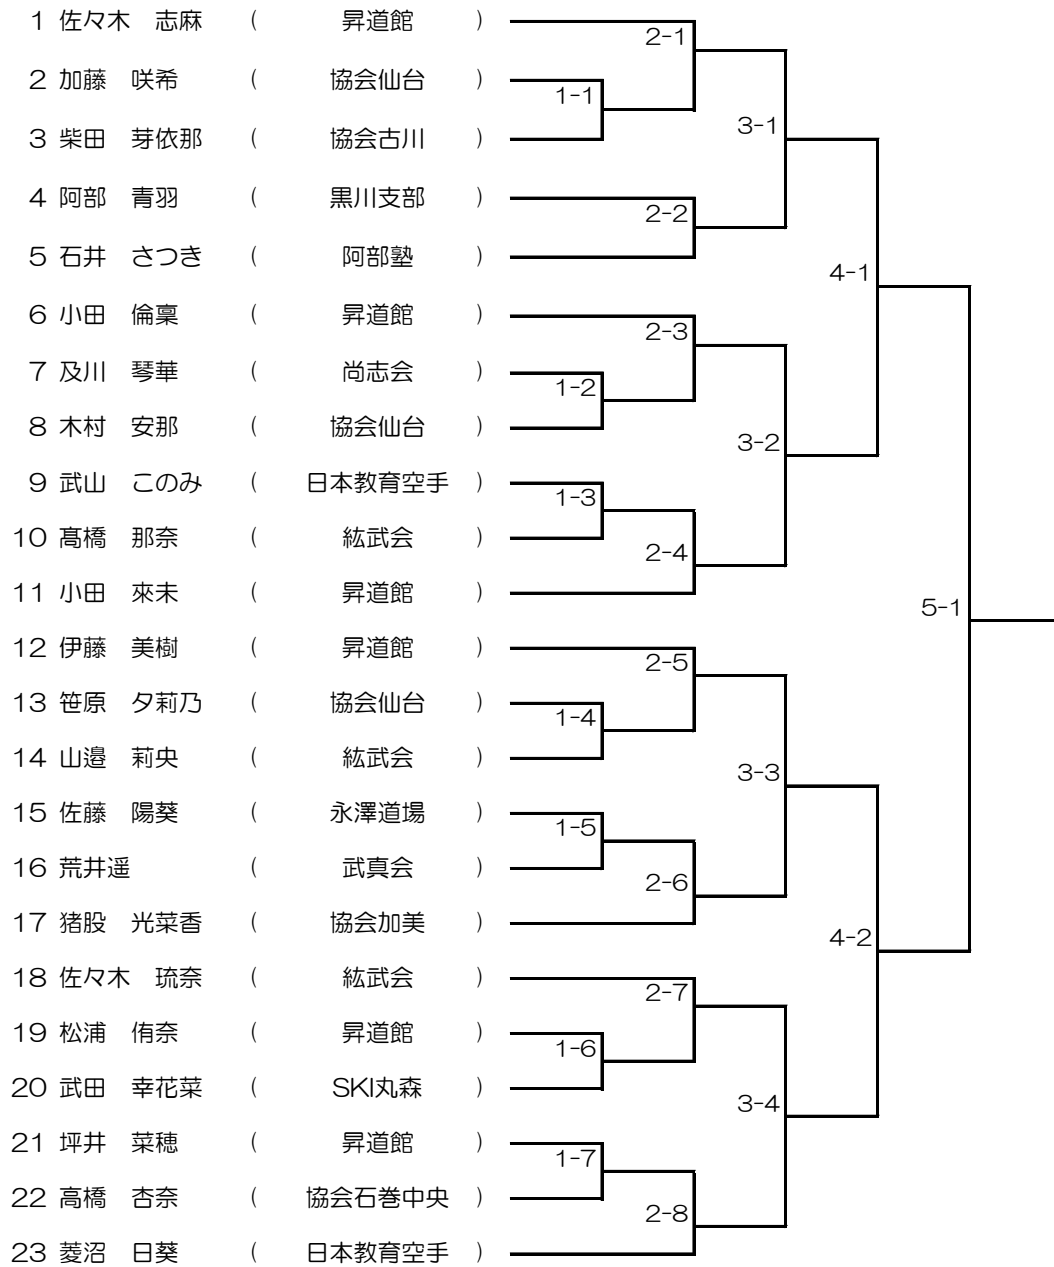 1 佐々木　志麻 ( 昇道館 )
2-1
2 加藤　咲希 ( 協会仙台 )
1-1
3 柴田　芽依那 ( 協会古川 )
3-1
4 阿部　青羽 ( 黒川支部 )
2-2
5 石井　さつき ( 阿部塾 )
4-1
6 小田　倫稟 ( 昇道館 )
2-3
7 及川　琴華 ( 尚志会 )
1-2
8 木村　安那 ( 協会仙台 )
3-2
9 武山　このみ ( 日本教育空手 )
1-3
10 髙橋　那奈 ( 紘武会 )
2-4
11 小田　來未 ( 昇道館 )
5-1
12 伊藤　美樹 ( 昇道館 )
2-5
13 笹原　夕莉乃 ( 協会仙台 )
1-4
14 山邉　莉央 ( 紘武会 )
3-3
15 佐藤　陽葵 ( 永澤道場 )
1-5
16 荒井遥 ( 武真会 )
2-6
17 猪股　光菜香 ( 協会加美 )
4-2
18 佐々木　琉奈 ( 紘武会 )
2-7
19 松浦　侑奈 ( 昇道館 )
1-6
20 武田　幸花菜 ( SKI丸森 )
3-4
21 坪井　菜穂 ( 昇道館 )
1-7
22 高橋　杏奈 ( 協会石巻中央 )
2-8
23 菱沼　日葵 ( 日本教育空手 )